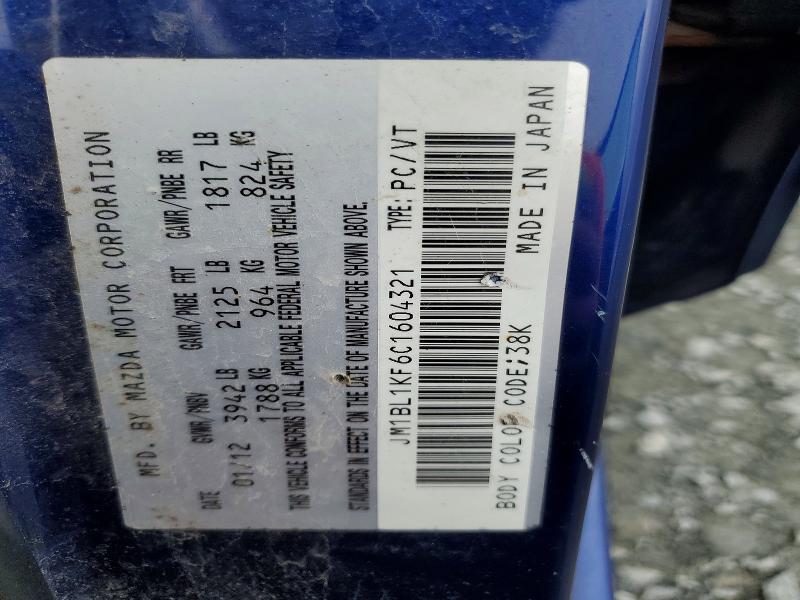 MFD. BY MAZDA MOTOR CORPORATION
DATE GVWR/PNBV GAWR/PNBE FRT GAWR/PNBE RR
01/12 3942 LB 2125 LB 1817 LB
1788 KG 964 KG 824 KG
THIS VEHICLE CONFORMS TO ALL APPLICABLE FEDERAL MOTOR VEHICLE SAFETY
STANDARDS IN EFFECT ON THE DATE OF MANUFACTURE SHOWN ABOVE.
JM1BL1KF6C1604321 TYPE: PC/VT
BODY COLOR CODE;38K MADE IN JAPAN